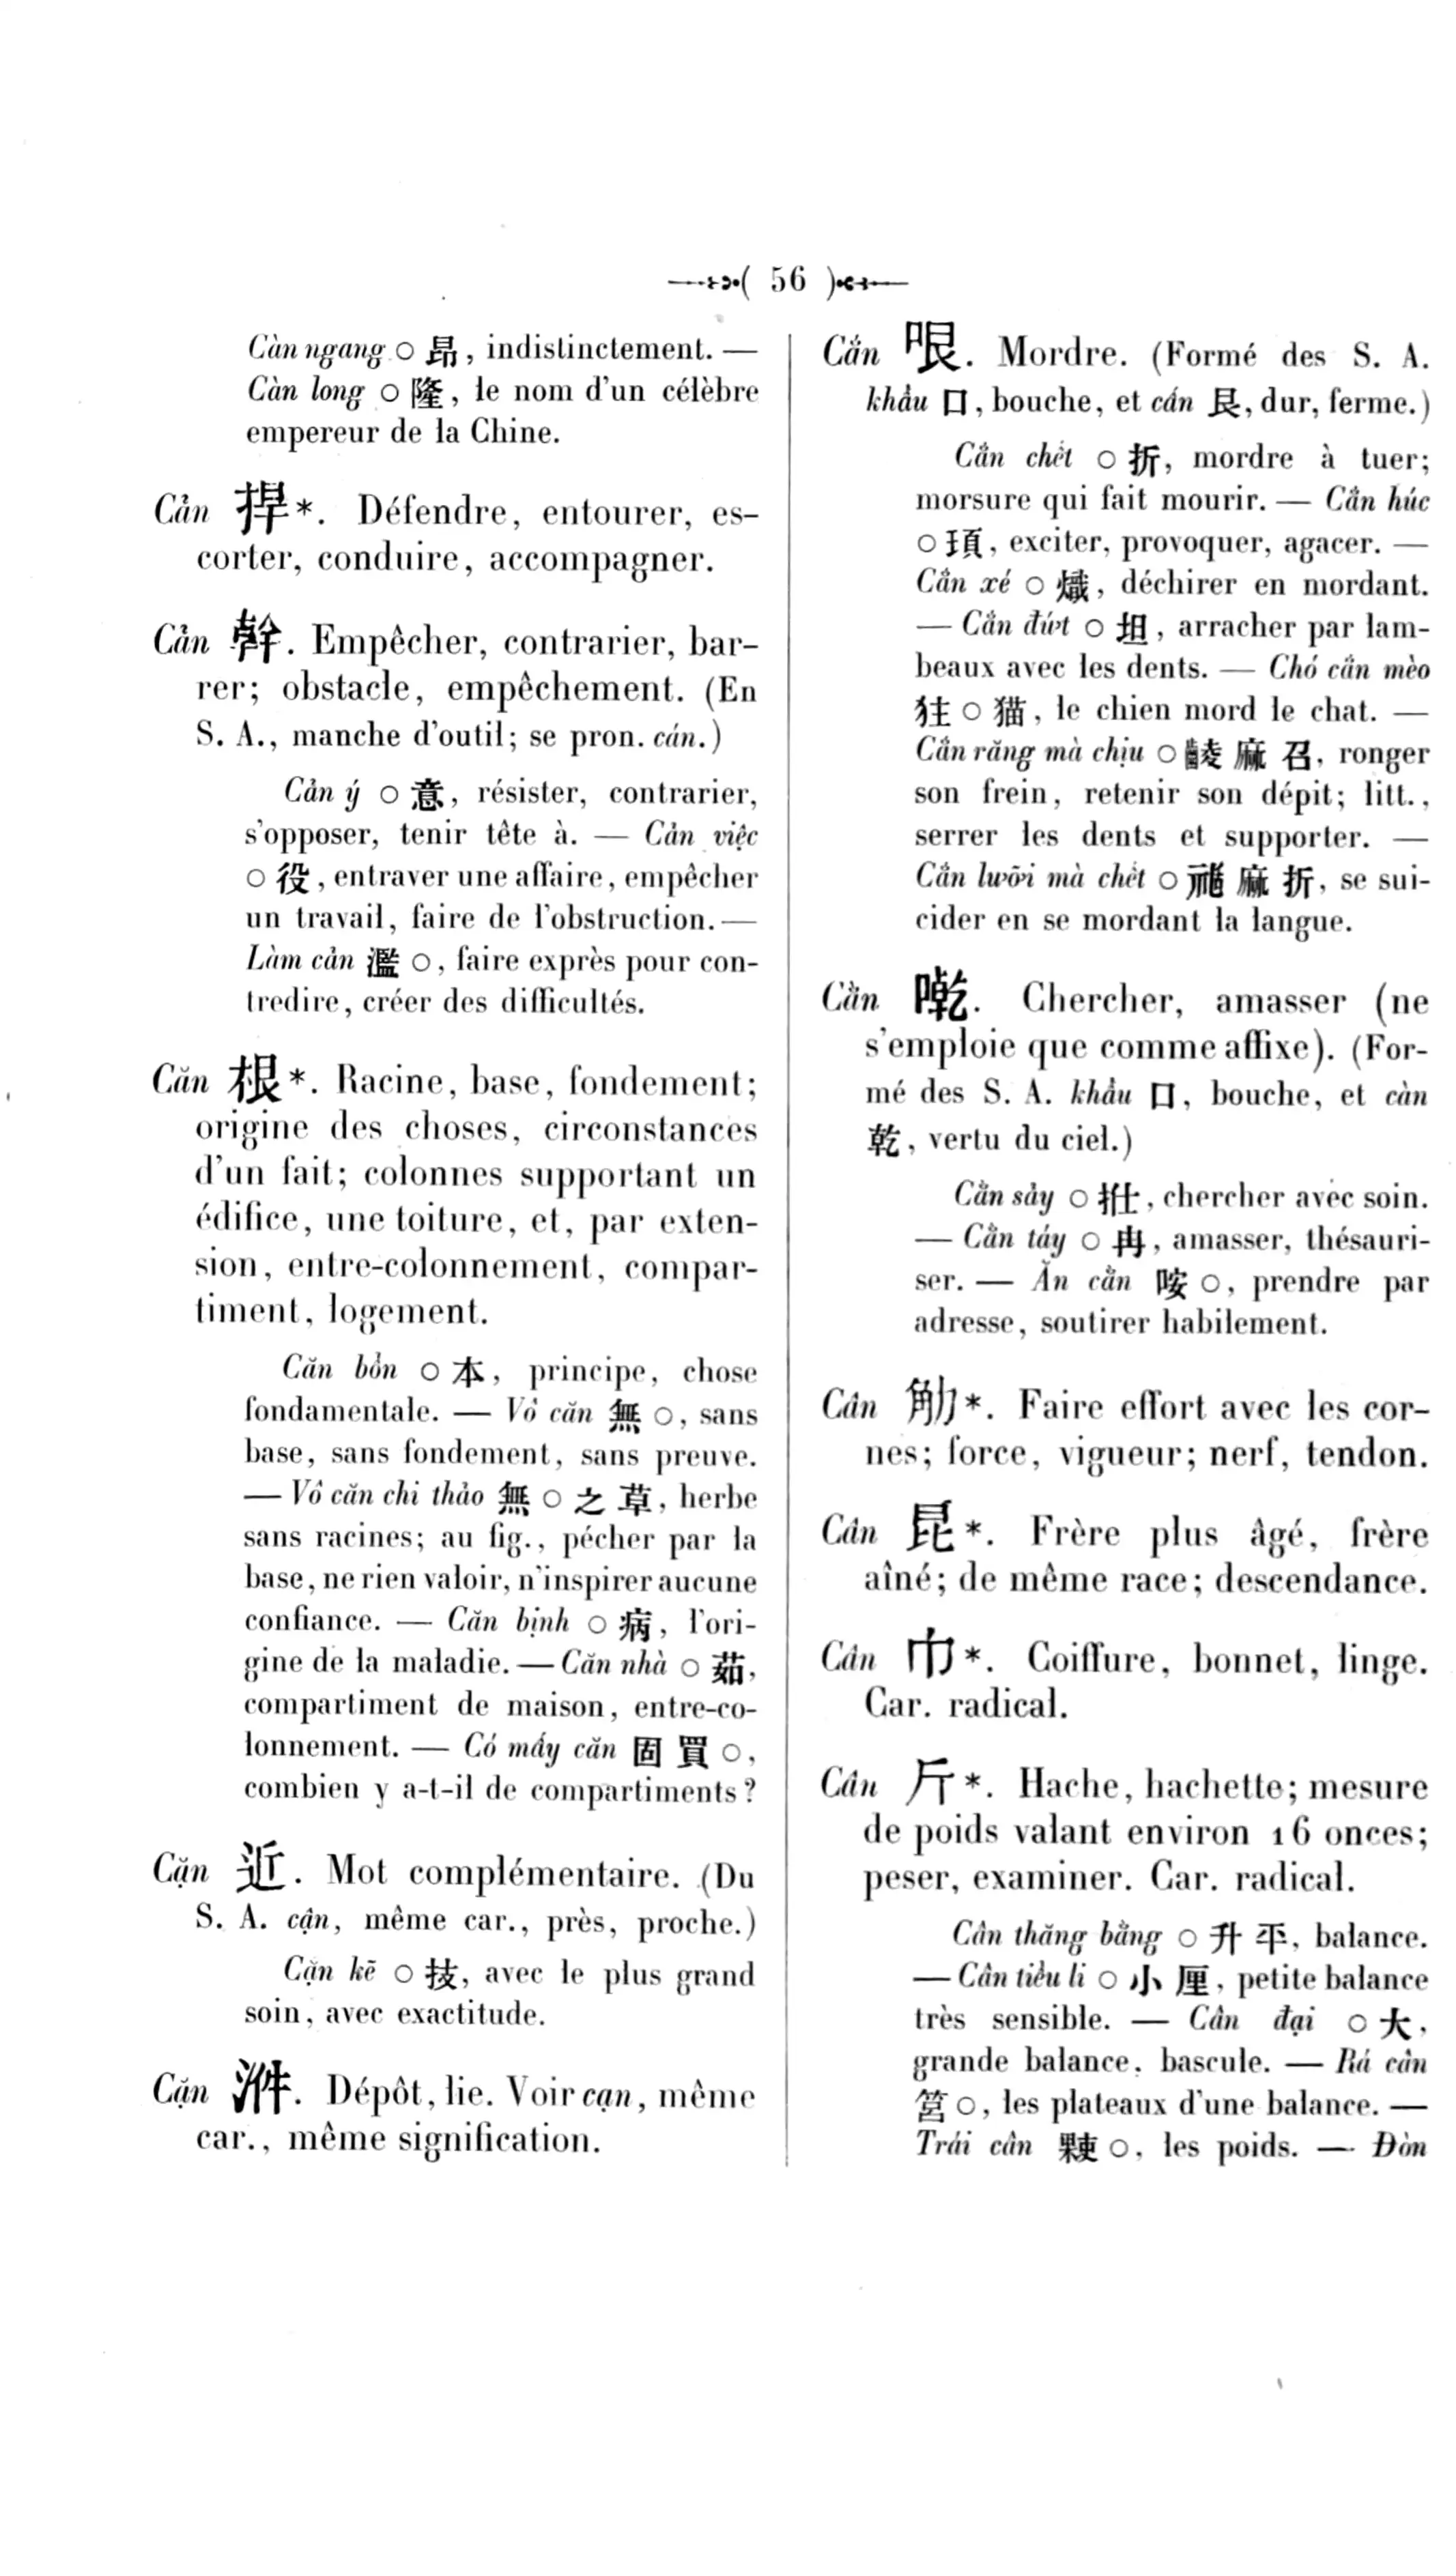 ( 56 )
Càn ngang ○ 昂, indistinctement. —
Càn long ○ 隆, le nom d'un célèbre
empereur de la Chine.
Cản 捍*. Défendre, entourer, es-
corter, conduire, accompagner.
Cản 幹. Empêcher, contrarier, bar-
rer; obstacle, empêchement. (En
S. A., manche d'outil; se pron. cán.)
Cản ý ○ 意, résister, contrarier,
s'opposer, tenir tête à. — Cản việc
○ 役, entraver une affaire, empêcher
un travail, faire de l'obstruction. —
Làm cản 濫 ○, faire exprès pour con-
tredire, créer des difficultés.
Căn 根*. Racine, base, fondement;
origine des choses, circonstances
d'un fait; colonnes supportant un
édifice, une toiture, et, par exten-
sion, entre-colonnement, compar-
timent, logement.
Căn bổn ○ 本, principe, chose
fondamentale. — Vô căn 無 ○, sans
base, sans fondement, sans preuve.
— Vô căn chi thảo 無 ○ 之 草, herbe
sans racines; au fig., pécher par la
base, ne rien valoir, n'inspirer aucune
confiance. — Căn bịnh ○ 病, l'ori-
gine de la maladie. — Căn nhà ○ 茹,
compartiment de maison, entre-co-
lonnement. — Có mấy căn 固 買 ○,
combien y a-t-il de compartiments?
Cặn 近. Mot complémentaire. (Du
S. A. cận, même car., près, proche.)
Cặn kẽ ○ 技, avec le plus grand
soin, avec exactitude.
Cặn. Dépôt, lie. Voir cạn, même
car., même signification.
Cắn 哏. Mordre. (Formé des S. A.
khẩu 口, bouche, et cấn 艮, dur, ferme.)
Cắn chết ○ 折, mordre à tuer;
morsure qui fait mourir. — Cắn húc
○ 頊, exciter, provoquer, agacer. —
Cắn xé ○ 熾, déchirer en mordant.
— Cắn đứt ○ 坦, arracher par lam-
beaux avec les dents. — Chó cắn mèo
㹥 ○ 猫, le chien mord le chat. —
Cắn răng mà chịu ○ 𪘵 麻 召, ronger
son frein, retenir son dépit; litt.,
serrer les dents et supporter. —
Cắn lưỡi mà chết ○ 麻 折, se sui-
cider en se mordant la langue.
Cằn 𠼲. Chercher, amasser (ne
s'emploie que comme affixe). (For-
mé des S. A. khẩu 口, bouche, et càn
乾, vertu du ciel.)
Cằn sảy ○, chercher avec soin.
— Cằn táy ○ 冉, amasser, thésauri-
ser. — Ăn cằn 咹 ○, prendre par
adresse, soutirer habilement.
Cân 觔*. Faire effort avec les cor-
nes; force, vigueur; nerf, tendon.
Cân 昆*. Frère plus âgé, frère
aîné; de même race; descendance.
Cân 巾*. Coiffure, bonnet, linge.
Car. radical.
Cân 斤*. Hache, hachette; mesure
de poids valant environ 16 onces;
peser, examiner. Car. radical.
Cân thăng bằng ○ 升 平, balance.
— Cân tiểu li ○ 小 厘, petite balance
très sensible. — Cân đại ○ 大,
grande balance, bascule. — Rá cân
○, les plateaux d'une balance. —
Trái cân ○, les poids. — Đòn